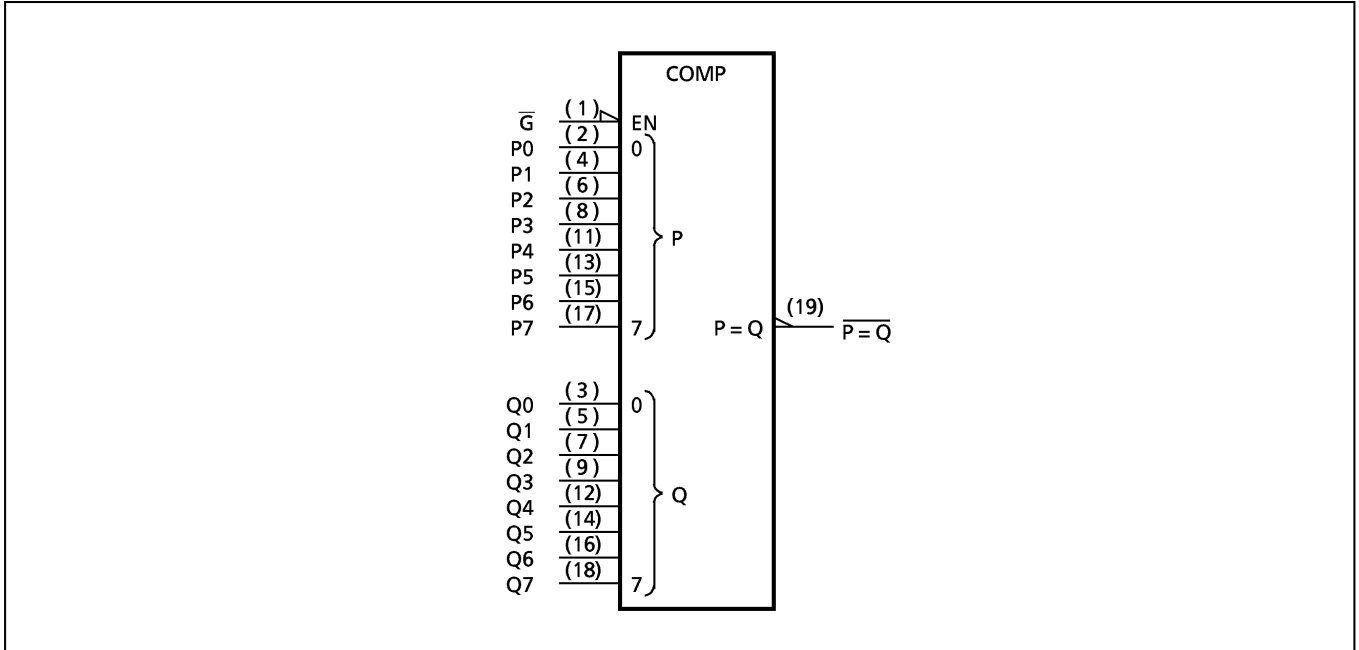 COMP
G̅ ( 1 ) EN
P0 ( 2 ) 0
P1 ( 4 )
P2 ( 6 )
P3 ( 8 )
P4 (11) P
P5 (13)
P6 (15)
P7 (17) 7 P = Q (19) P̅ ̅=̅ ̅Q̅
Q0 ( 3 ) 0
Q1 ( 5 )
Q2 ( 7 )
Q3 ( 9 )
Q4 (12) Q
Q5 (14)
Q6 (16)
Q7 (18) 7